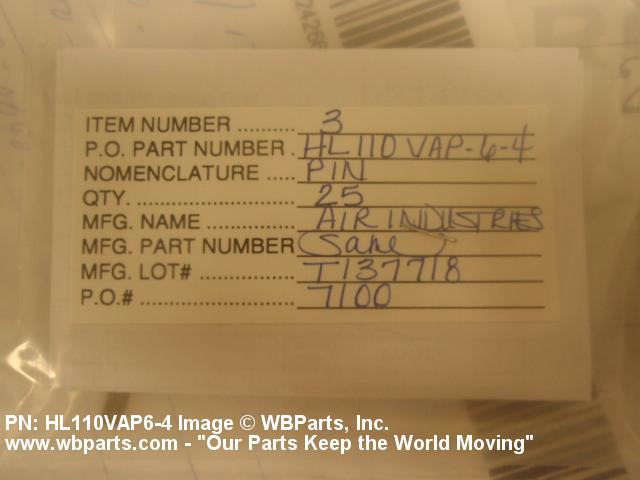 ITEM NUMBER .......... 3
P.O. PART NUMBER . HL110VAP-6-4
NOMENCLATURE ..... PIN
QTY. ........................... 25
MFG. NAME ............... AIR INDUSTRIES
MFG. PART NUMBER Same
MFG. LOT# ................ T137718
P.O.# .......................... 7100
PN: HL110VAP6-4 Image © WBParts, Inc.
www.wbparts.com - "Our Parts Keep the World Moving"